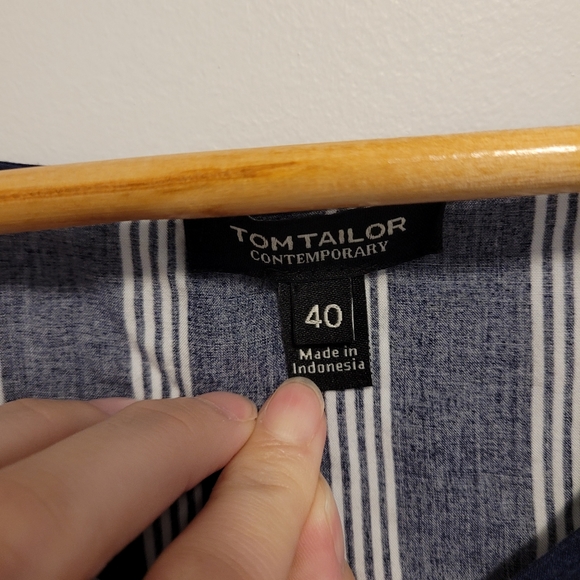 TOM TAILOR
CONTEMPORARY
40
Made in
Indonesia